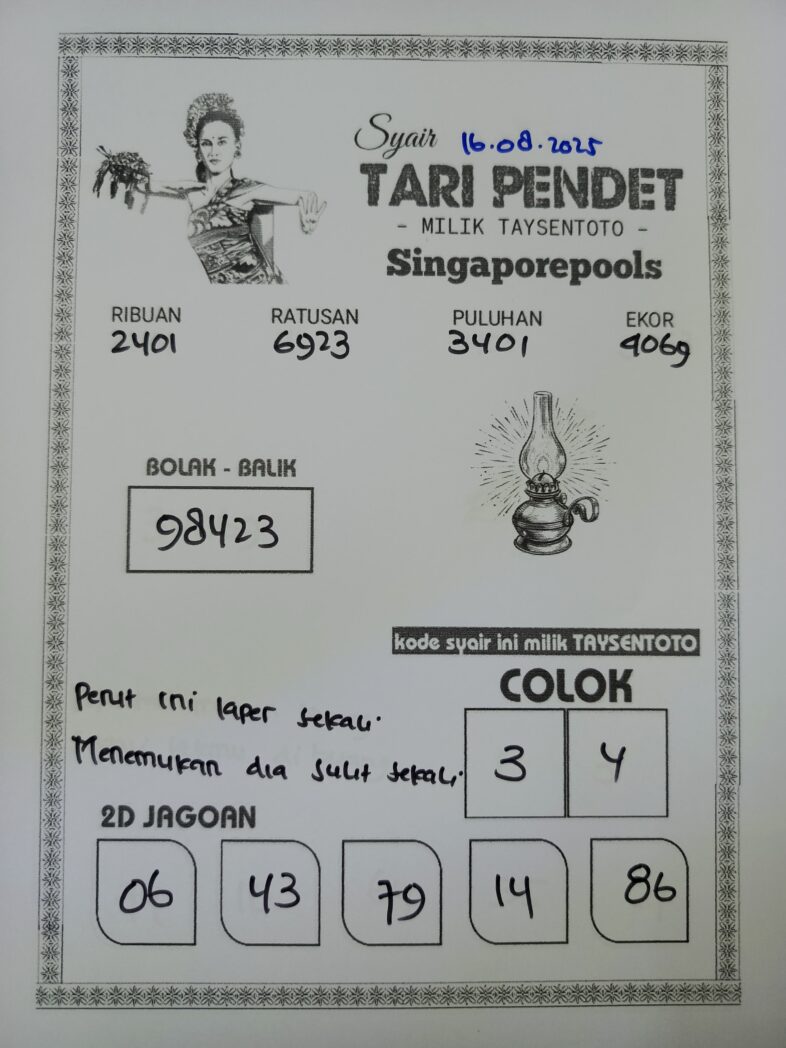 Syair 16.08.2025
TARI PENDET
- MILIK TAYSENTOTO -
Singaporepools
RIBUAN RATUSAN PULUHAN EKOR
2401 6923 3401 4069
BOLAK - BALIK
98423
kode syair ini milik TAYSENTOTO
COLOK
3 4
Perut ini laper sekali.
Menemukan dia sulit sekali.
2D JAGOAN
06 43 79 14 86